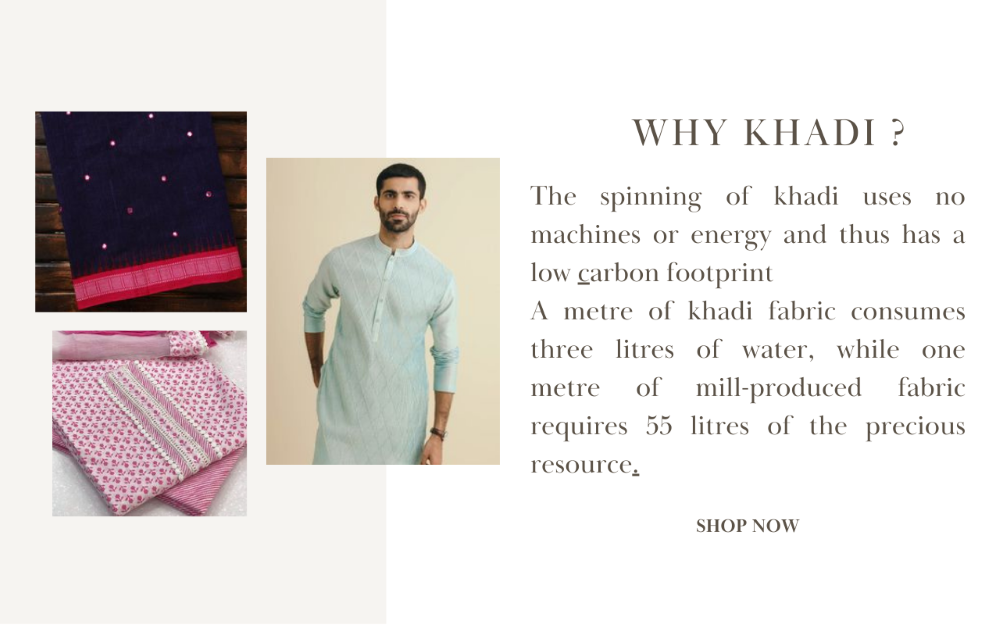 WHY KHADI ?
The spinning of khadi uses no
machines or energy and thus has a
low carbon footprint
A metre of khadi fabric consumes
three litres of water, while one
metre of mill-produced fabric
requires 55 litres of the precious
resource.
SHOP NOW